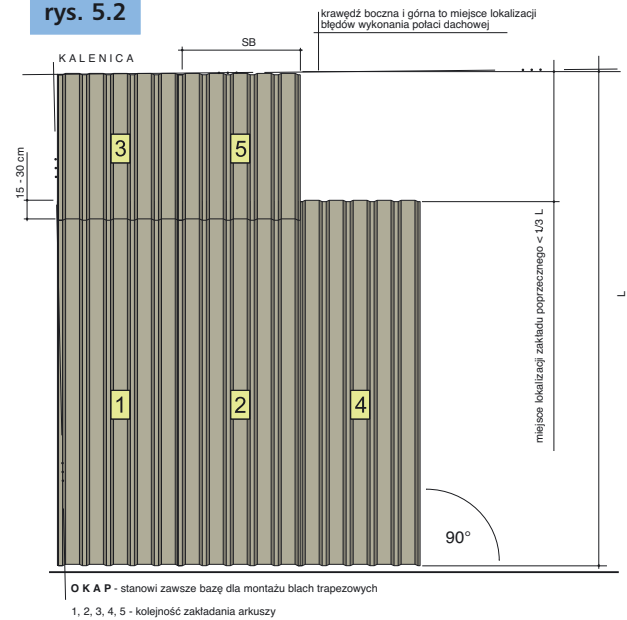 rys. 5.2
krawędź boczna i górna to miejsce lokalizacji
błędów wykonania połaci dachowej
KALENICA
SB
3
5
15 - 30 cm
miejsce lokalizacji zakładu poprzecznego < 1/3 L
L
1
2
4
90°
OKAP - stanowi zawsze bazę dla montażu blach trapezowych
1, 2, 3, 4, 5 - kolejność zakładania arkuszy